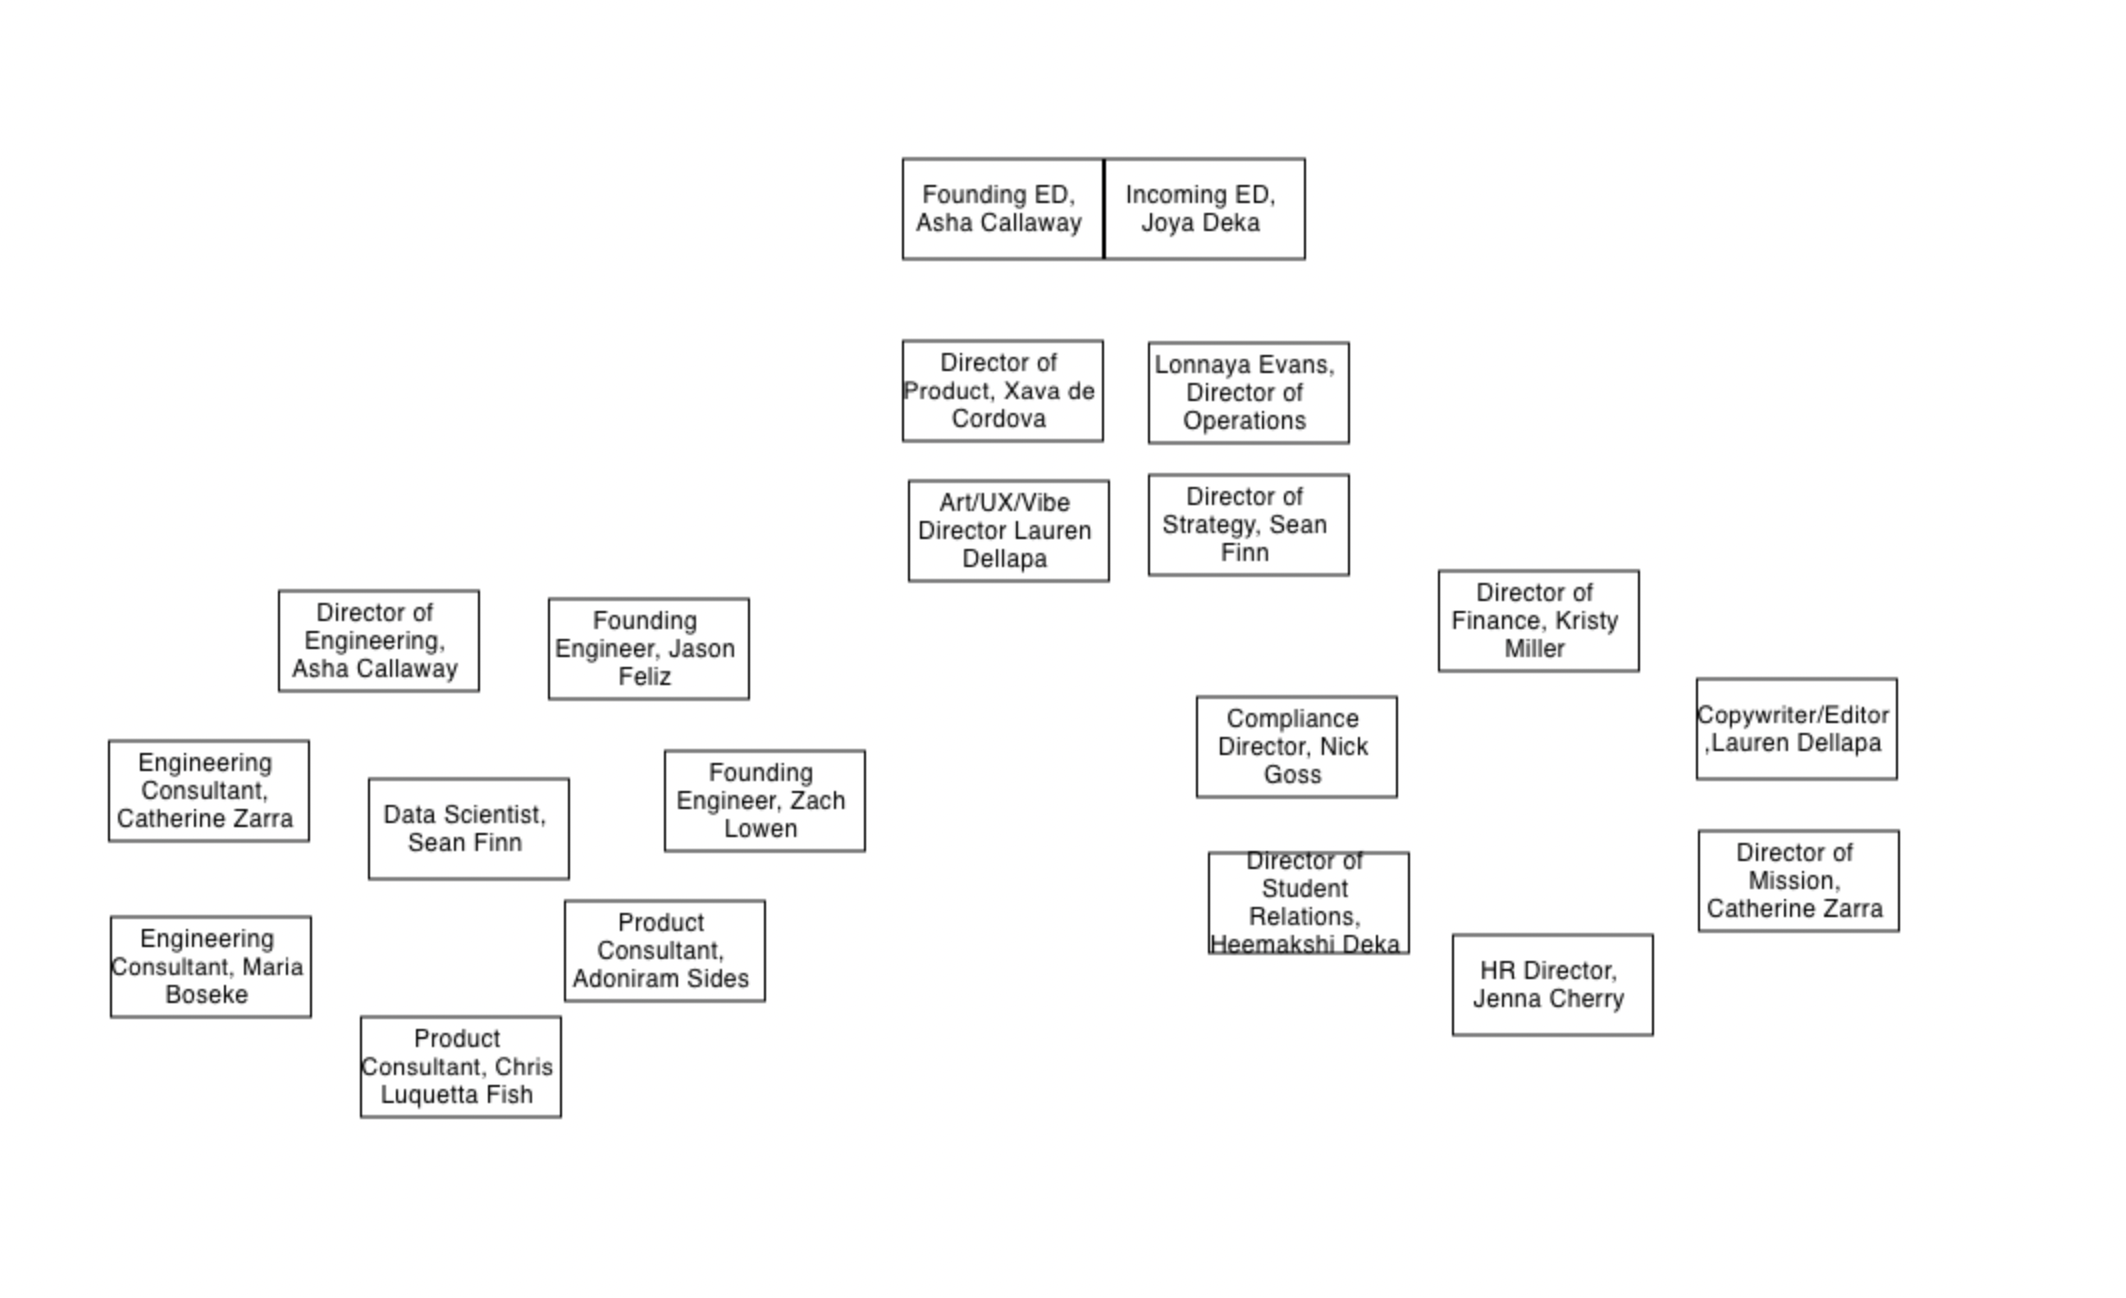 Founding ED,
Asha Callaway
Incoming ED,
Joya Deka
Director of
Product, Xava de
Cordova
Lonnaya Evans,
Director of
Operations
Art/UX/Vibe
Director Lauren
Dellapa
Director of
Strategy, Sean
Finn
Director of
Engineering,
Asha Callaway
Founding
Engineer, Jason
Feliz
Director of
Finance, Kristy
Miller
Compliance
Director, Nick
Goss
Copywriter/Editor
,Lauren Dellapa
Engineering
Consultant,
Catherine Zarra
Data Scientist,
Sean Finn
Founding
Engineer, Zach
Lowen
Director of
Student
Relations,
Heemakshi Deka
Director of
Mission,
Catherine Zarra
Engineering
Consultant, Maria
Boseke
Product
Consultant,
Adoniram Sides
HR Director,
Jenna Cherry
Product
Consultant, Chris
Luquetta Fish